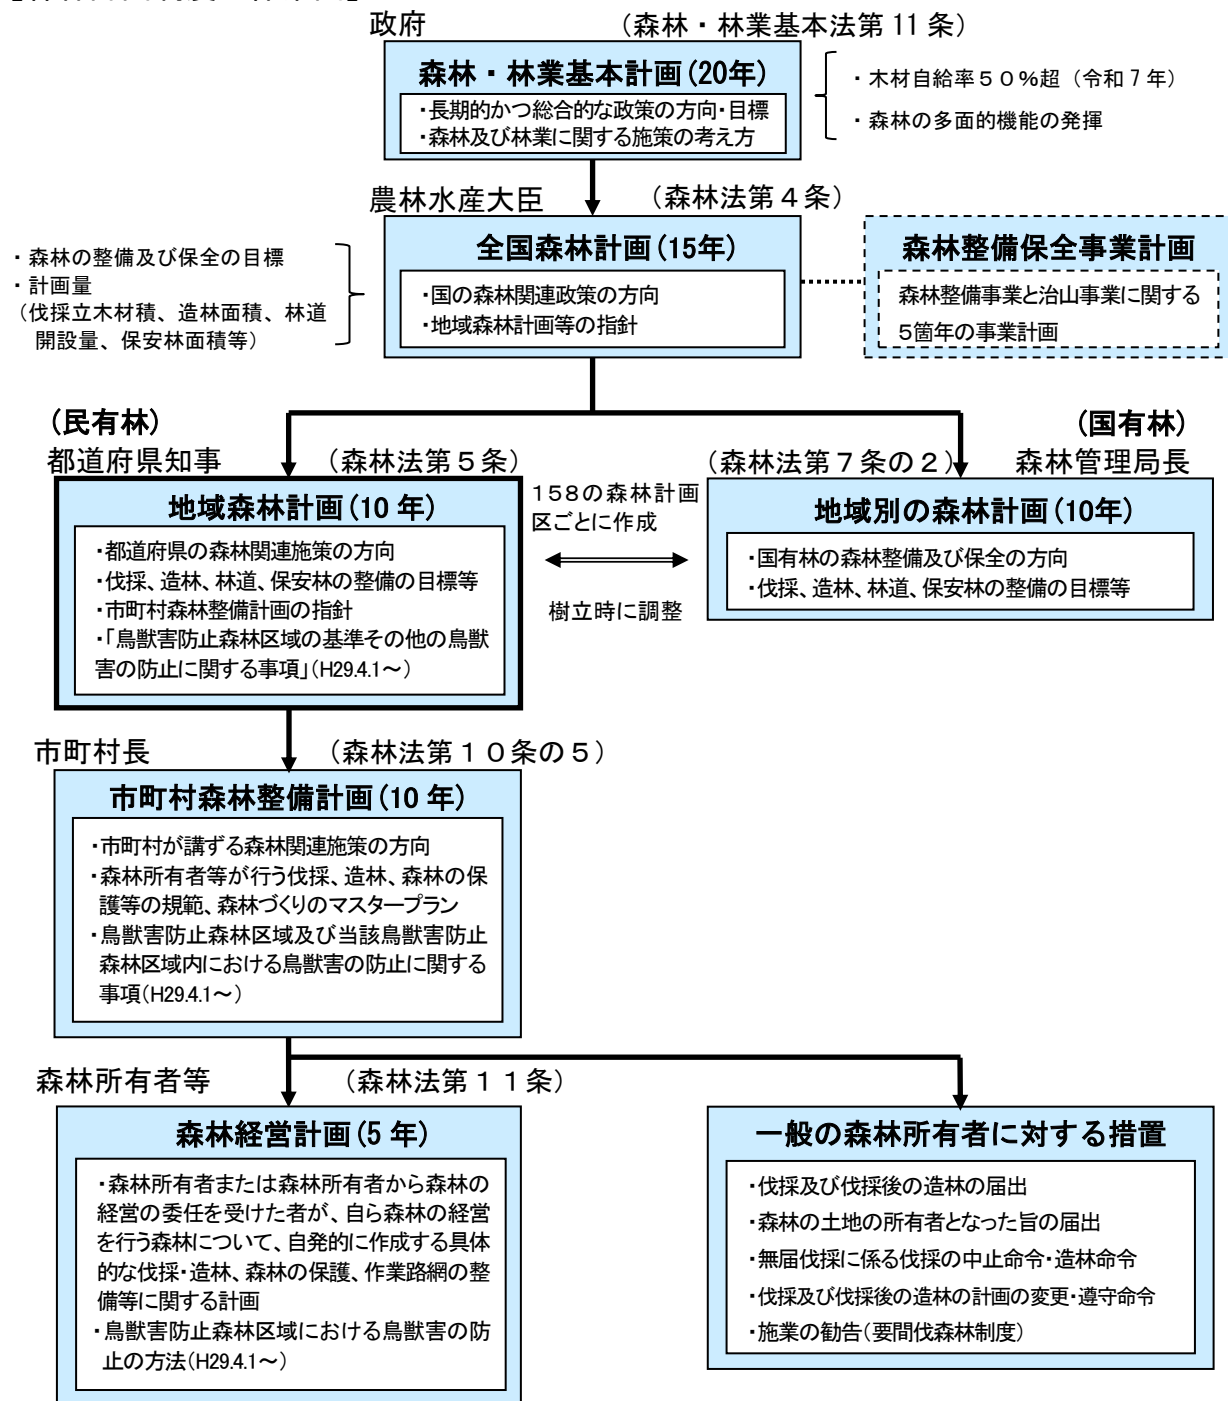 政府 (森林・林業基本法第11条)
森林・林業基本計画(20年)
・長期的かつ総合的な政策の方向・目標
・森林及び林業に関する施策の考え方
・木材自給率50%超(令和7年)
・森林の多面的機能の発揮
農林水産大臣 (森林法第4条)
全国森林計画(15年)
・国の森林関連政策の方向
・地域森林計画等の指針
・森林の整備及び保全の目標
・計画量
(伐採立木材積、造林面積、林道
開設量、保安林面積等)
森林整備保全事業計画
森林整備事業と治山事業に関する
5箇年の事業計画
(民有林)
都道府県知事 (森林法第5条)
地域森林計画(10年)
・都道府県の森林関連施策の方向
・伐採、造林、林道、保安林の整備の目標等
・市町村森林整備計画の指針
・「鳥獣害防止森林区域の基準その他の鳥獣
害の防止に関する事項」(H29.4.1～)
158の森林計画
区ごとに作成
樹立時に調整
(国有林)
(森林法第7条の2) 森林管理局長
地域別の森林計画(10年)
・国有林の森林整備及び保全の方向
・伐採、造林、林道、保安林の整備の目標等
市町村長 (森林法第10条の5)
市町村森林整備計画(10年)
・市町村が講ずる森林関連施策の方向
・森林所有者等が行う伐採、造林、森林の保
護等の規範、森林づくりのマスタープラン
・鳥獣害防止森林区域及び当該鳥獣害防止
森林区域内における鳥獣害の防止に関する
事項(H29.4.1～)
森林所有者等 (森林法第11条)
森林経営計画(5年)
・森林所有者または森林所有者から森林の
経営の委任を受けた者が、自ら森林の経営
を行う森林について、自発的に作成する具体
的な伐採・造林、森林の保護、作業路網の整
備等に関する計画
・鳥獣害防止森林区域における鳥獣害の防
止の方法(H29.4.1～)
一般の森林所有者に対する措置
・伐採及び伐採後の造林の届出
・森林の土地の所有者となった旨の届出
・無届伐採に係る伐採の中止命令・造林命令
・伐採及び伐採後の造林の計画の変更・遵守命令
・施業の勧告(要間伐森林制度)